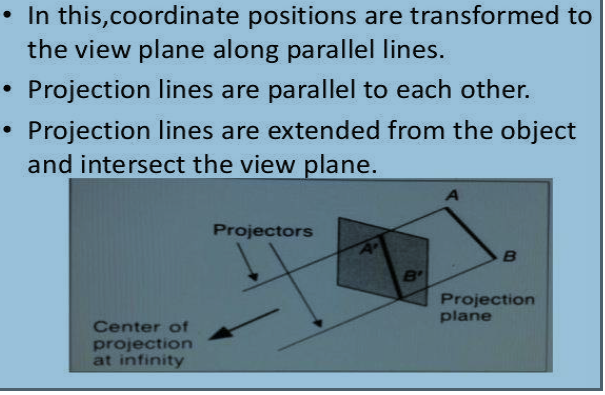 • In this,coordinate positions are transformed to
the view plane along parallel lines.
• Projection lines are parallel to each other.
• Projection lines are extended from the object
and intersect the view plane.
A
Projectors
A'
B
B'
Projection
plane
Center of
projection
at infinity